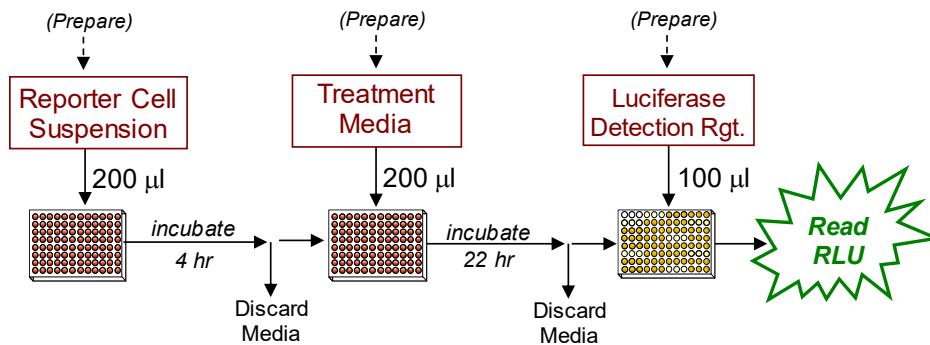 (Prepare)
(Prepare)
(Prepare)
Reporter Cell
Suspension
Treatment
Media
Luciferase
Detection Rgt.
200 µl
200 µl
100 µl
incubate
4 hr
incubate
22 hr
Read
RLU
Discard
Media
Discard
Media